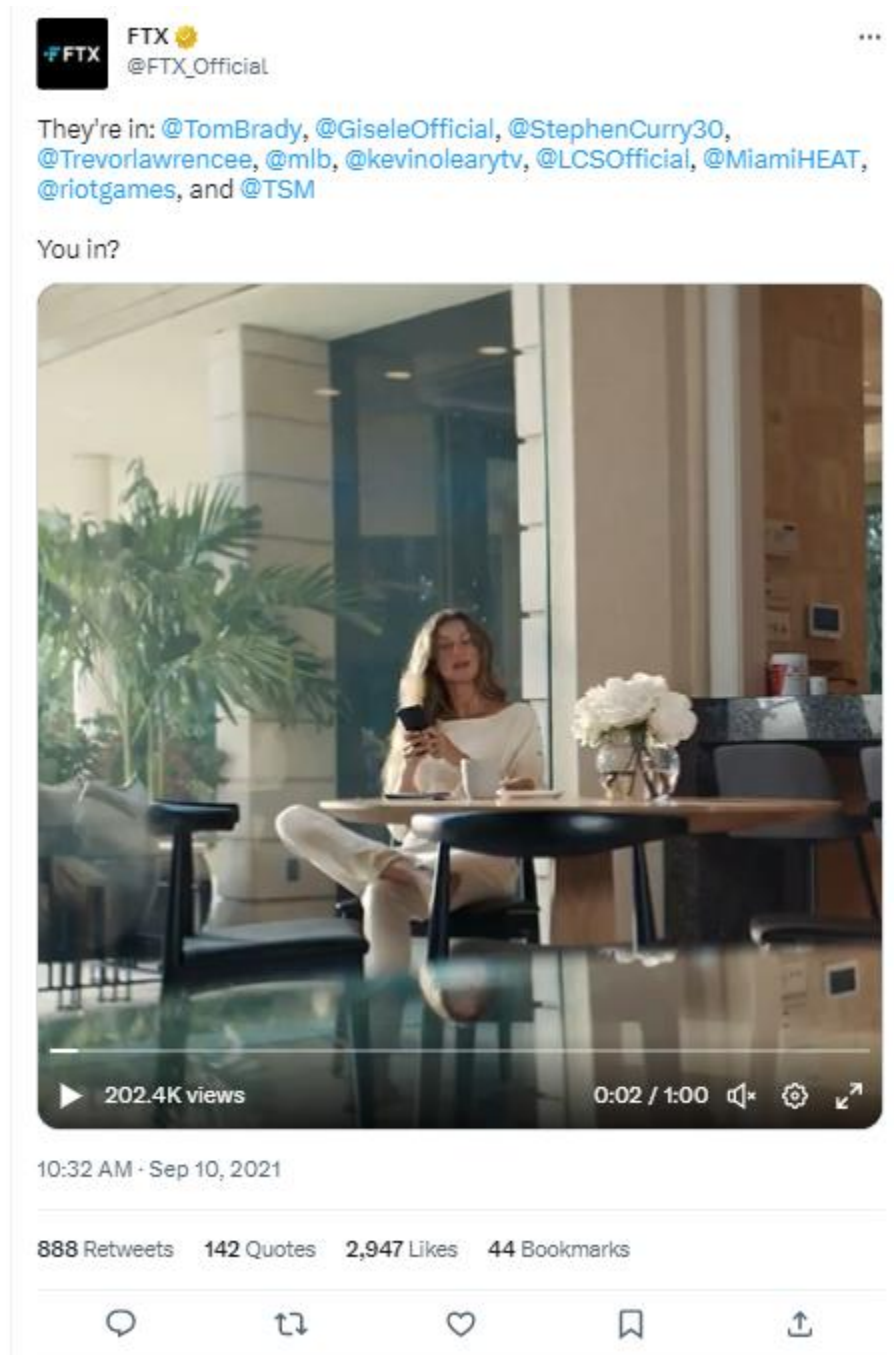 FTX
FTX
@FTX_Official
They're in: @TomBrady, @GiseleOfficial, @StephenCurry30,
@Trevorlawrencee, @mlb, @kevinolearytv, @LCSOfficial, @MiamiHEAT,
@riotgames, and @TSM
You in?
202.4K views
0:02 / 1:00
10:32 AM · Sep 10, 2021
888 Retweets 142 Quotes 2,947 Likes 44 Bookmarks